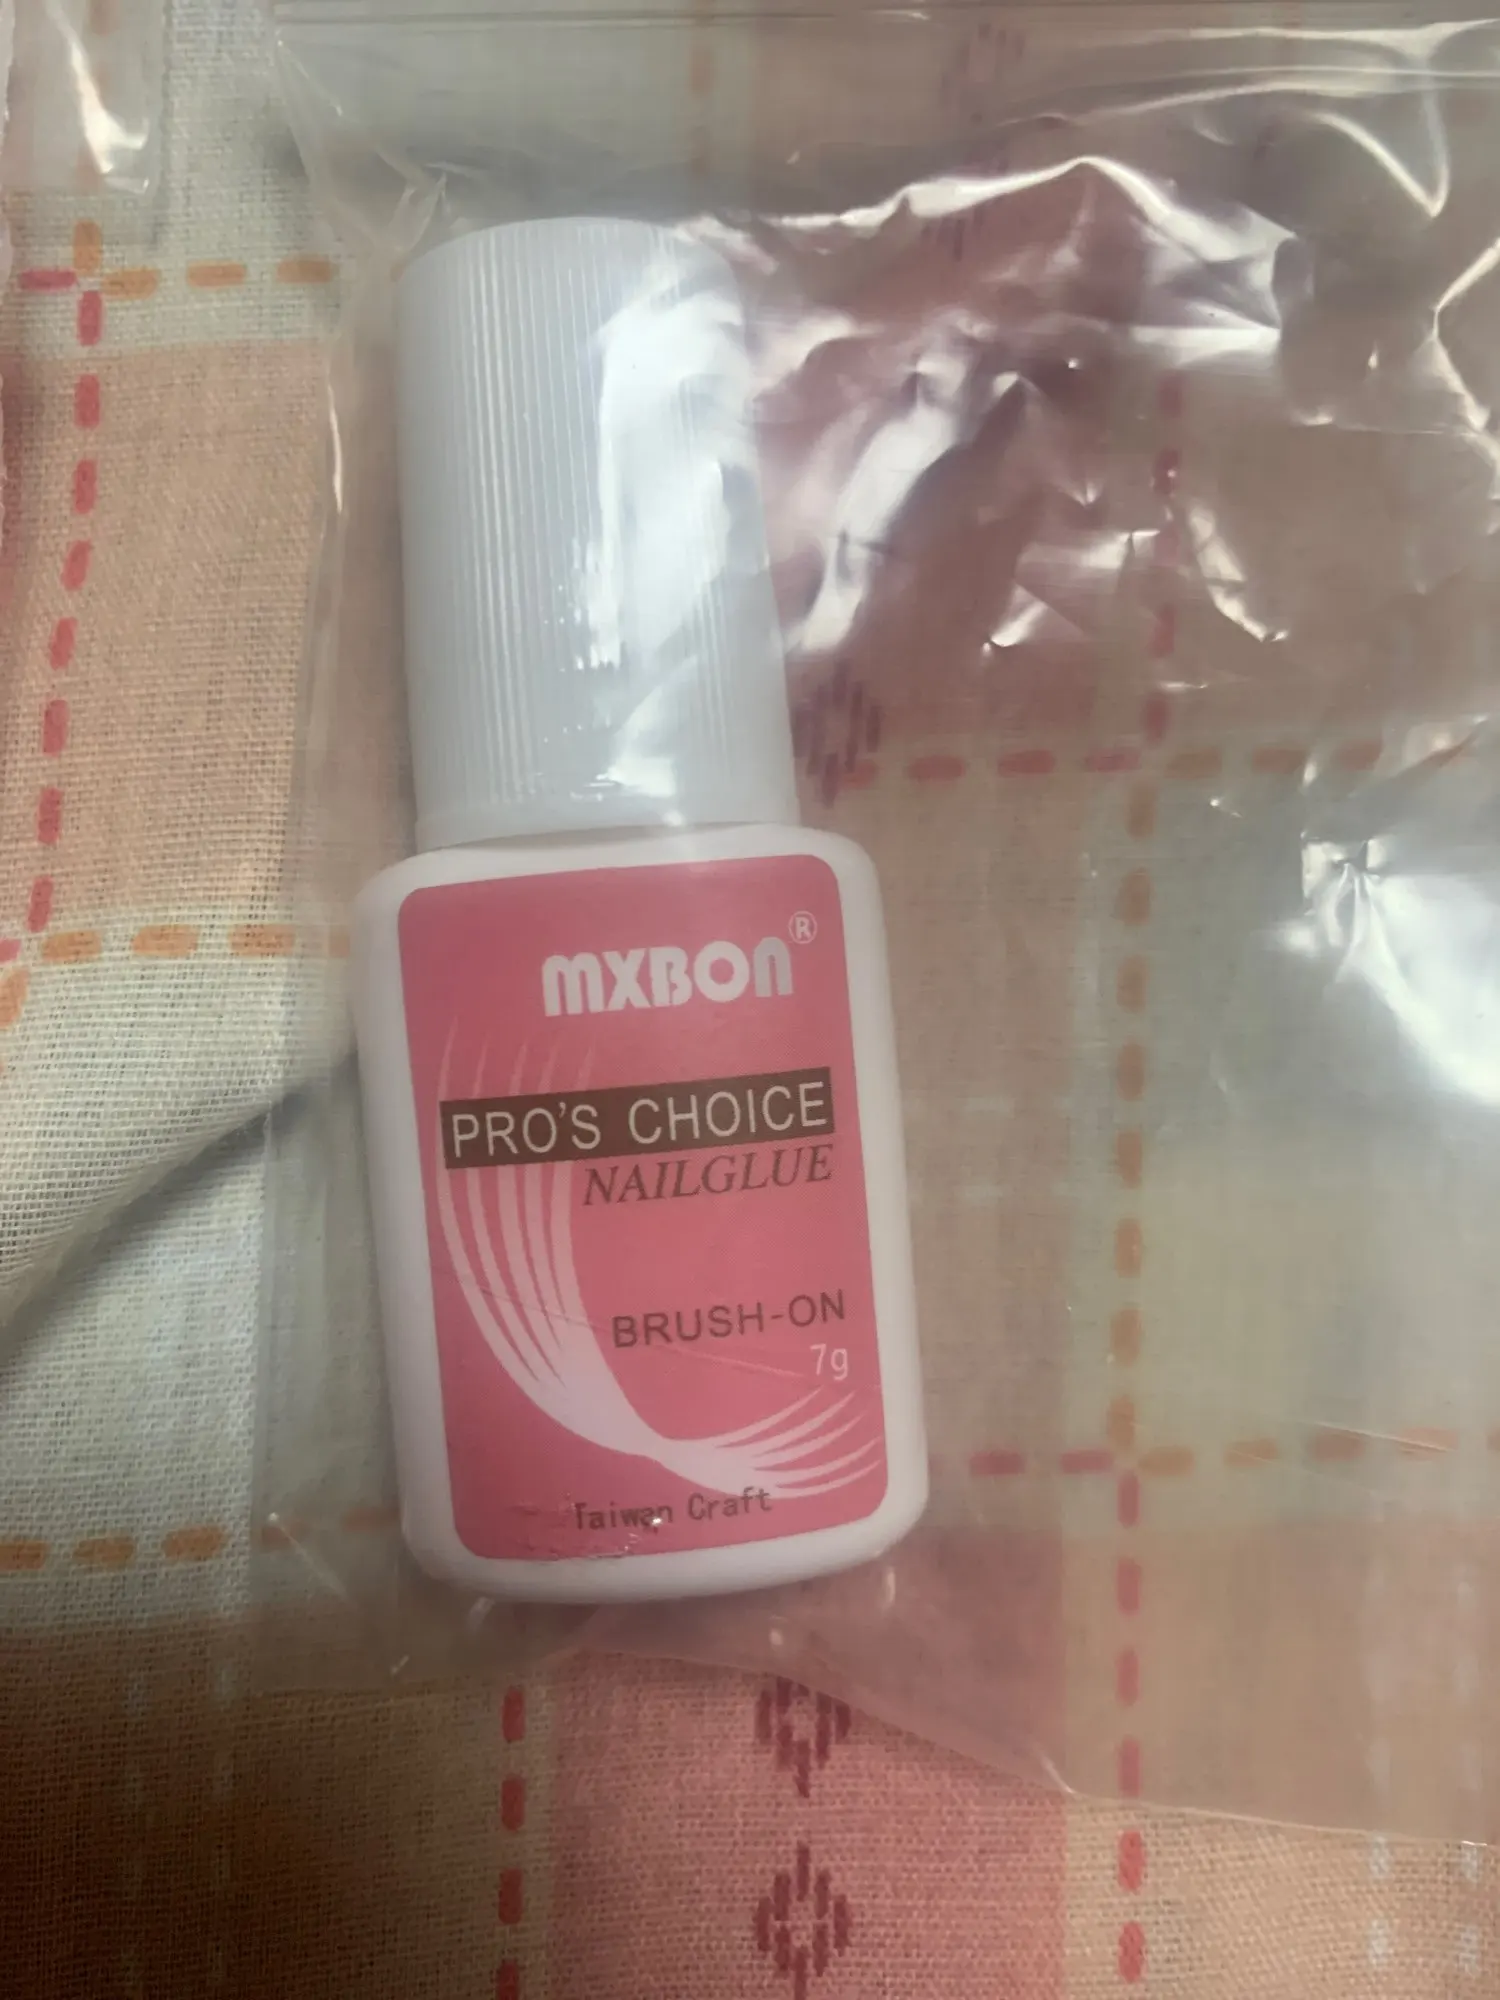 MXBON®
PRO'S CHOICE
NAILGLUE
BRUSH-ON
7g
Taiwan Craft